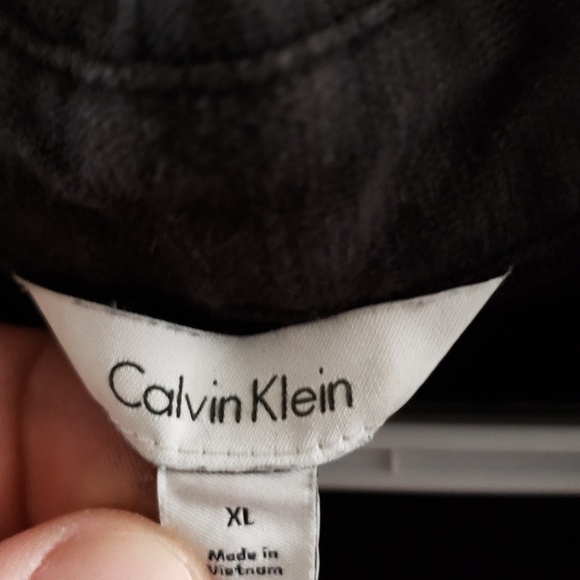 Calvin Klein
XL
Made in
Vietnam